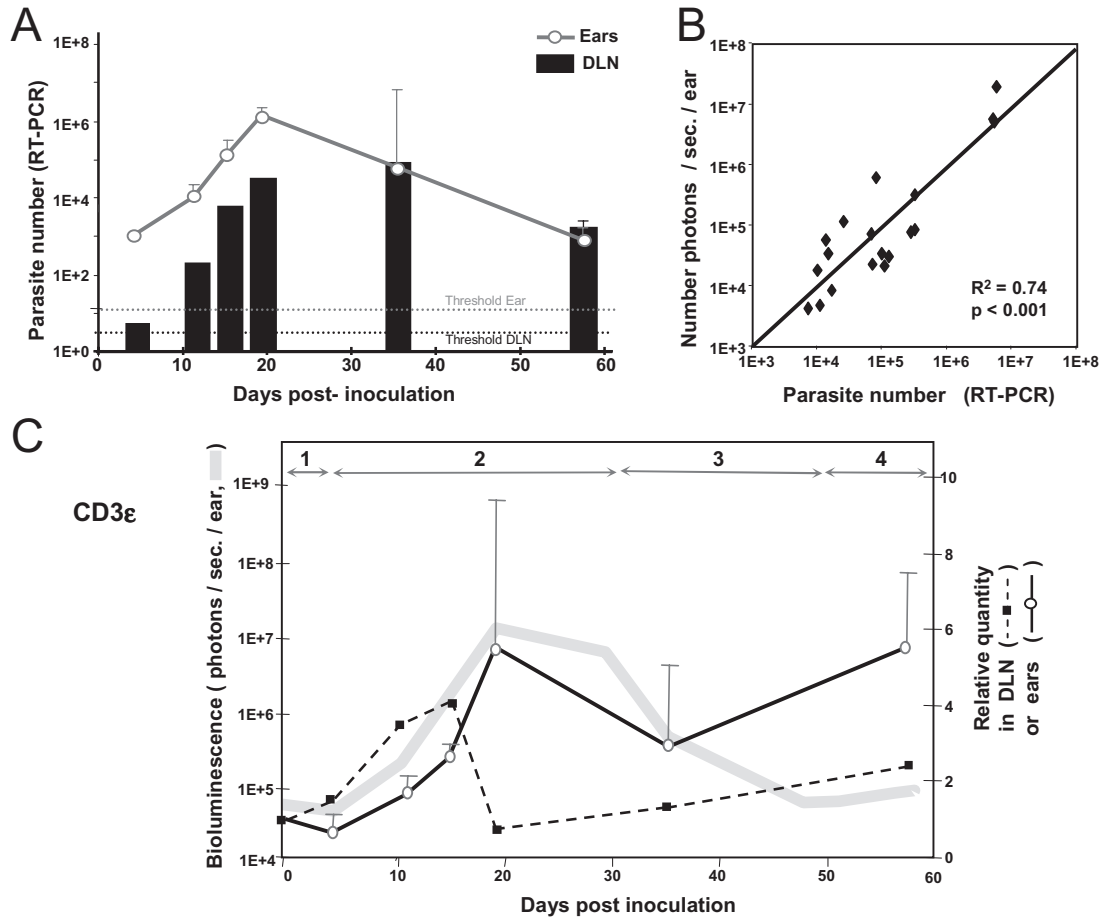 A
Parasite number (RT-PCR)
1E+8
1E+6
1E+4
1E+2
1E+0
Ears
DLN
Threshold Ear
Threshold DLN
0 10 20 30 40 50 60
Days post- inoculation
B
Number photons / sec. / ear
1E+8
1E+7
1E+6
1E+5
1E+4
1E+3
R2 = 0.74
p < 0.001
1E+3 1E+4 1E+5 1E+6 1E+7 1E+8
Parasite number (RT-PCR)
C
CD3ε
Bioluminescence ( photons / sec. / ear, )
1 2 3 4
1E+9
1E+8
1E+7
1E+6
1E+5
1E+4
10
8
6
4
2
0
Relative quantity
in DLN ( )
or ears ( )
0 10 20 30 40 50 60
Days post inoculation